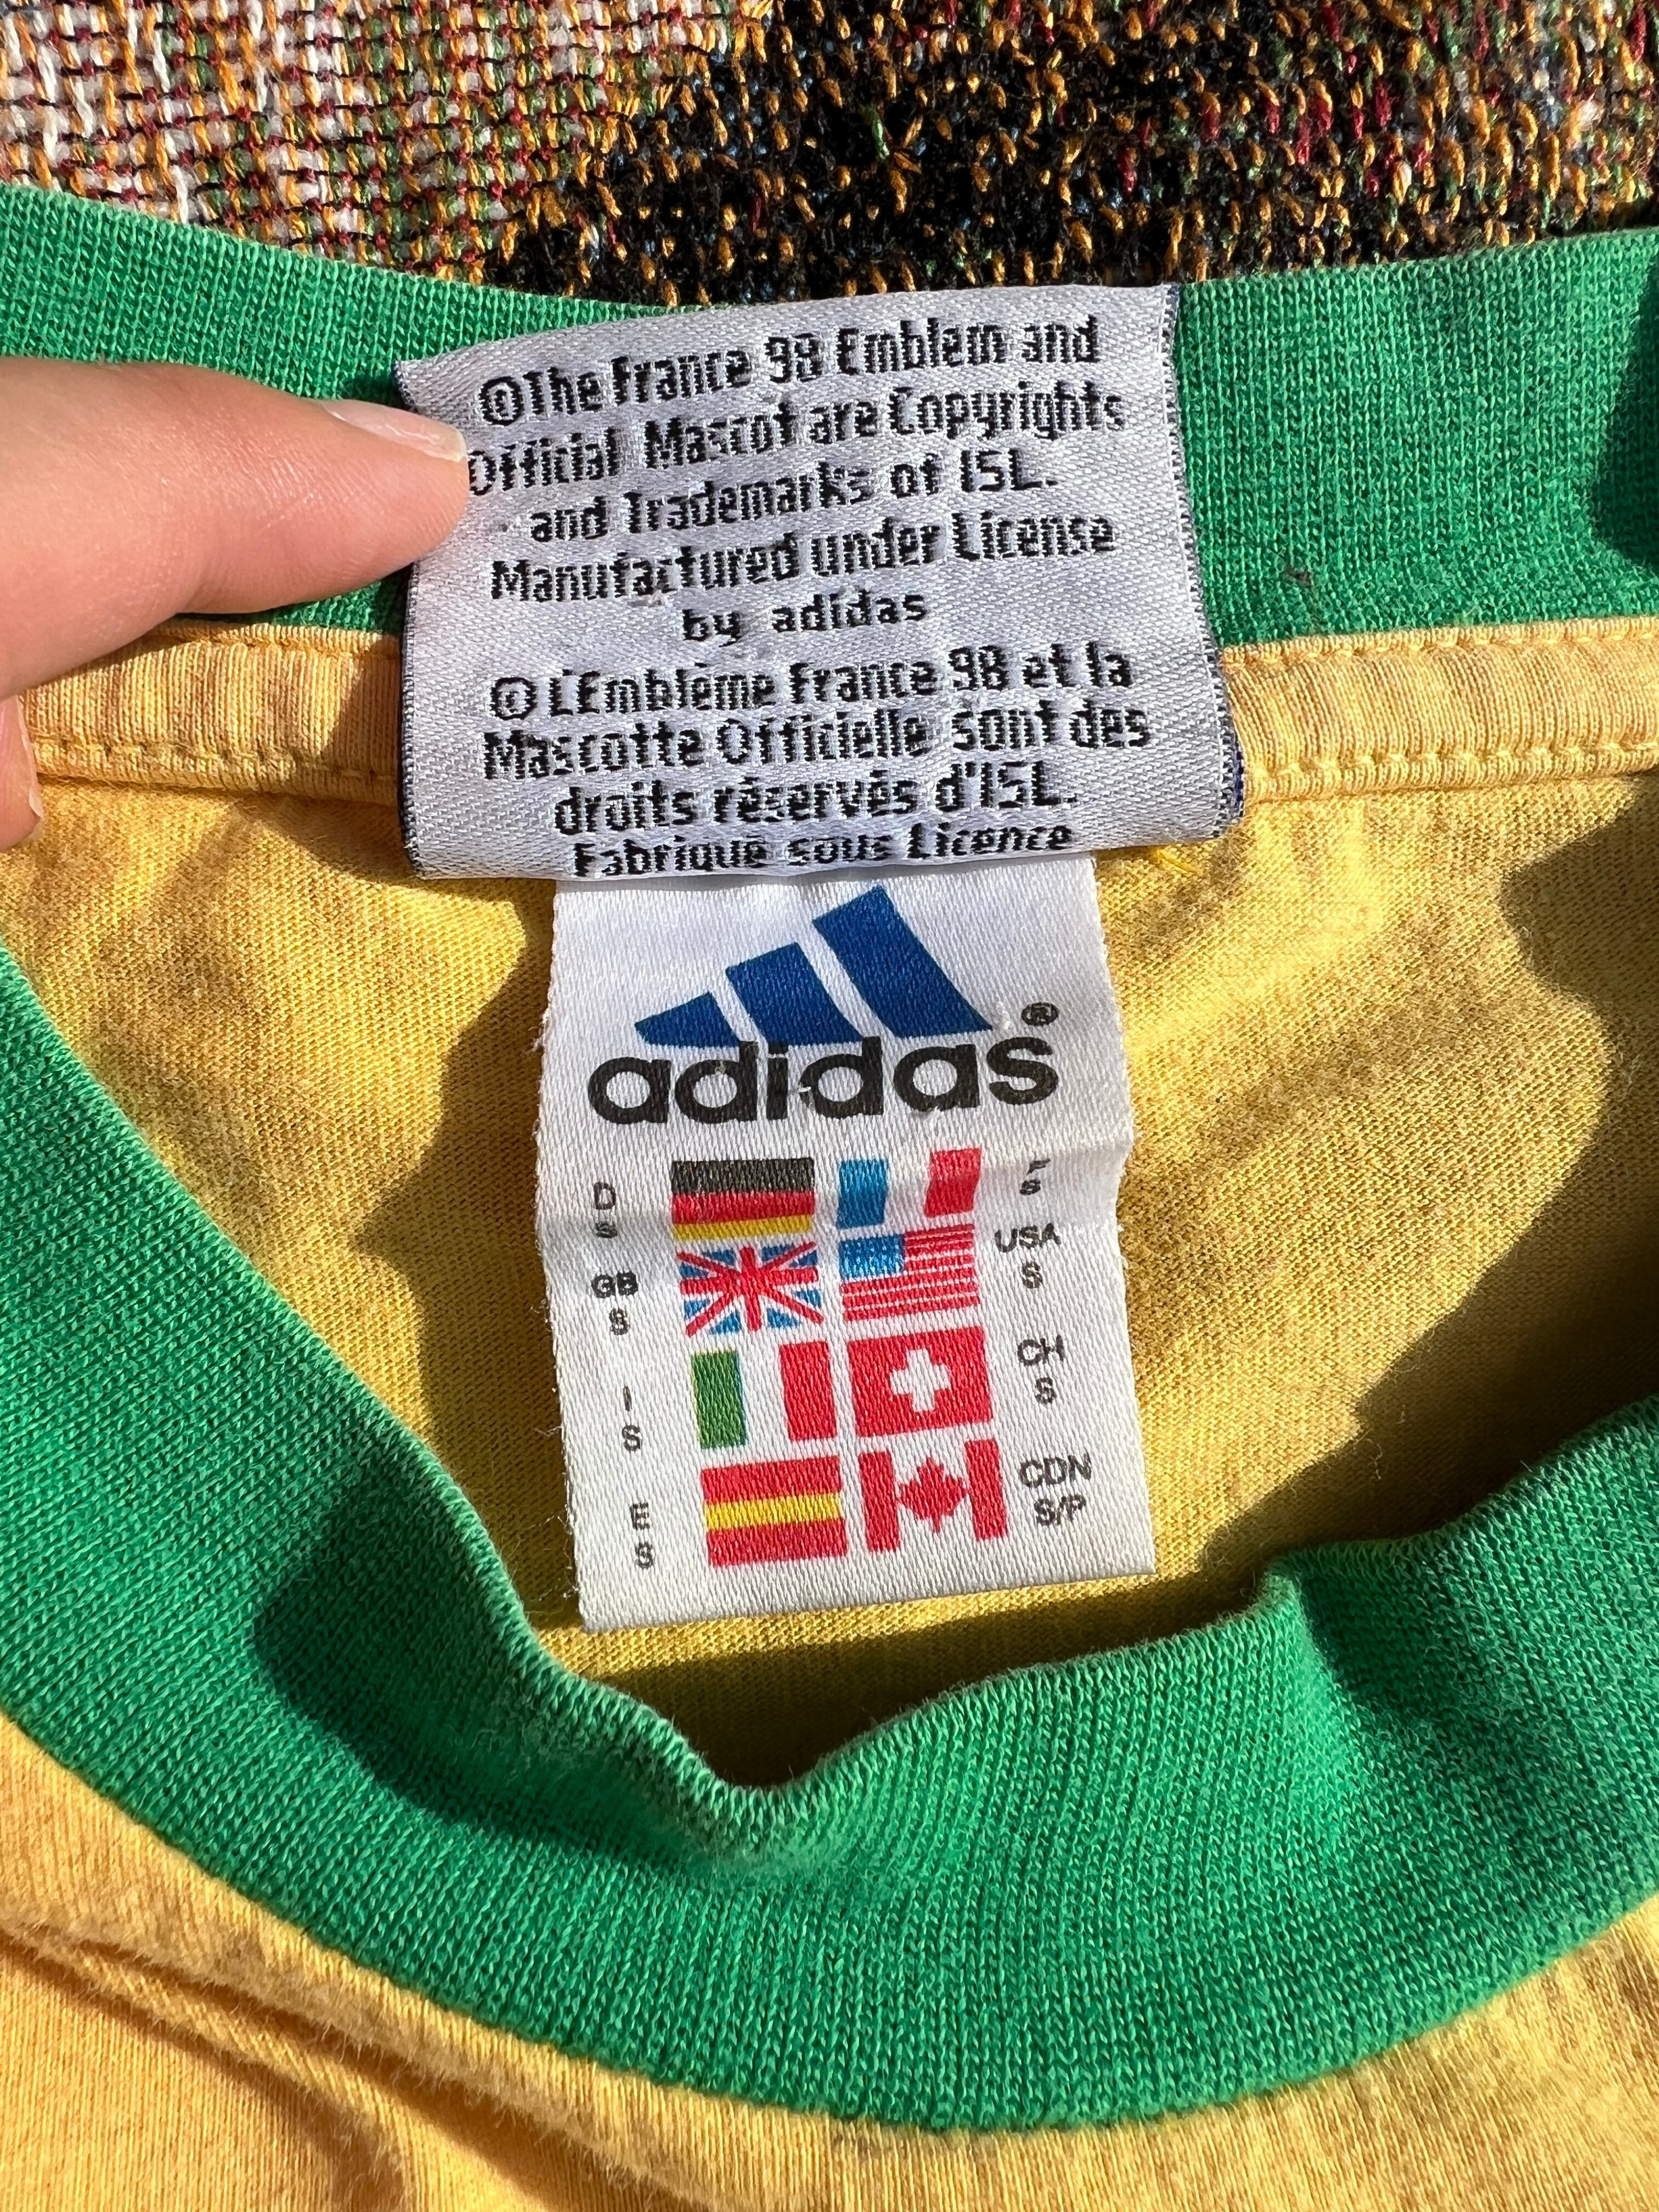 ©The France 98 Emblem and
Official Mascot are Copyrights
and Trademarks of ISL.
Manufactured under License
by adidas
© L'Emblème France 98 et la
Mascotte Officielle sont des
droits réservés d'ISL.
Fabriqué sous Licence
adidas®
D
S
F
S
GB
S
USA
S
I
S
CH
S
E
S
CDN
S/P